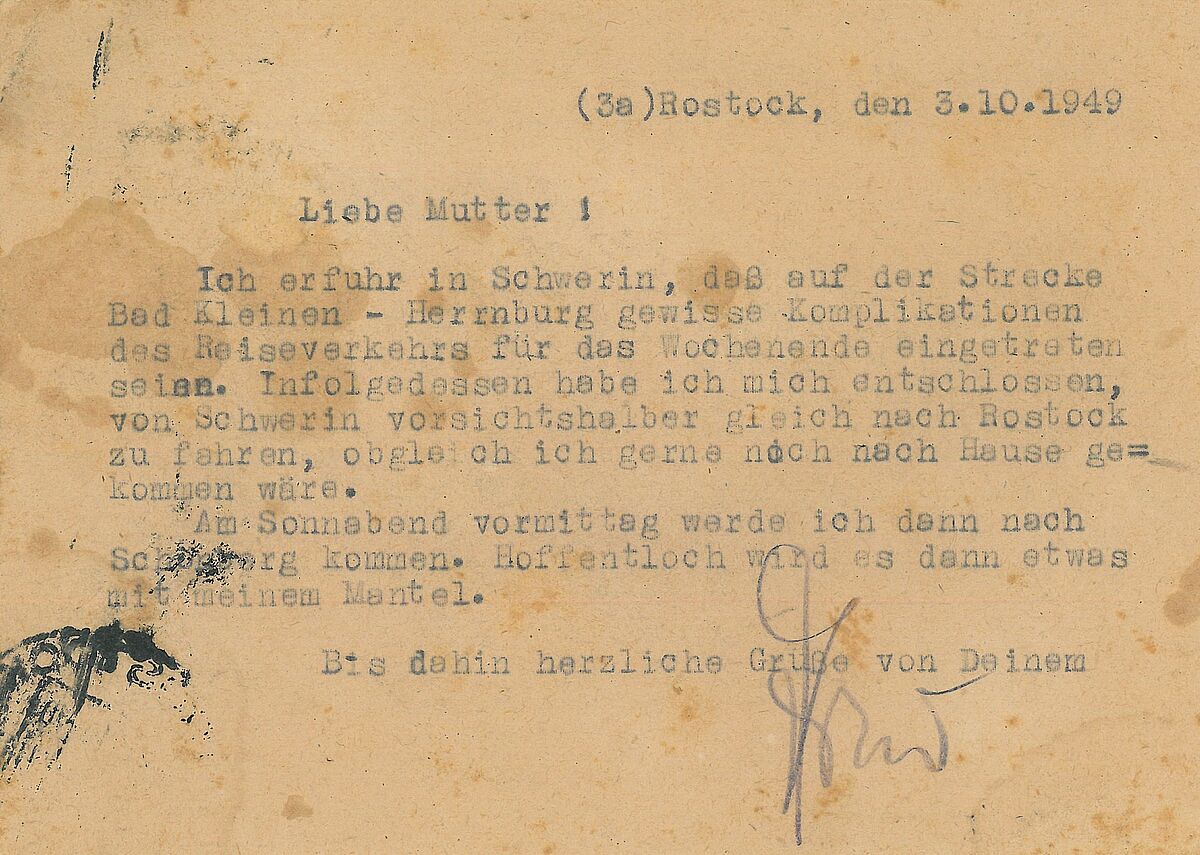 (3a)Rostock, den 3.10.1949
Liebe Mutter !
Ich erfuhr in Schwerin, daß auf der Strecke
Bad Kleinen - Herrnburg gewisse Komplikationen
des Reiseverkehrs für das Wochenende eingetreten
seien. Infolgedessen habe ich mich entschlossen,
von Schwerin vorsichtshalber gleich nach Rostock
zu fahren, obgleich ich gerne noch nach Hause ge=
kommen wäre.
Am Sonnabend vormittag werde ich dann nach
kommen. Hoffentloch wird es dann etwas
mit meinem Mantel.
Bis dahin herzliche Grüße von Deinem